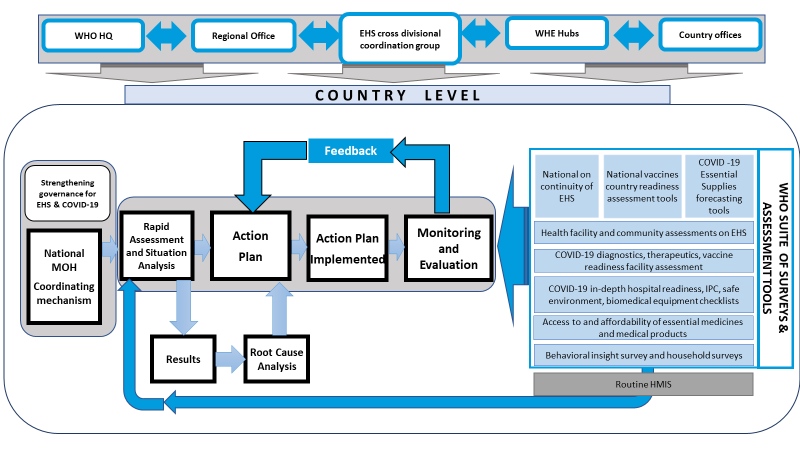 WHO HQ
Regional Office
EHS cross divisional
coordination group
WHE Hubs
Country offices
COUNTRY LEVEL
Feedback
Strengthening
governance for
EHS & COVID-19
National
MOH
Coordinating
mechanism
Rapid
Assessment
and Situation
Analysis
Action
Plan
Action Plan
Implemented
Monitoring
and
Evaluation
Results
Root Cause
Analysis
National on
continuity of
EHS
National vaccines
country readiness
assessment tools
COVID -19
Essential
Supplies
forecasting
tools
Health facility and community assessments on EHS
COVID-19 diagnostics, therapeutics, vaccine
readiness facility assessment
COVID-19 in-depth hospital readiness, IPC, safe
environment, biomedical equipment checklists
Access to and affordability of essential medicines
and medical products
Behavioral insight survey and household surveys
Routine HMIS
WHO SUITE OF SURVEYS &
ASSESSMENT TOOLS